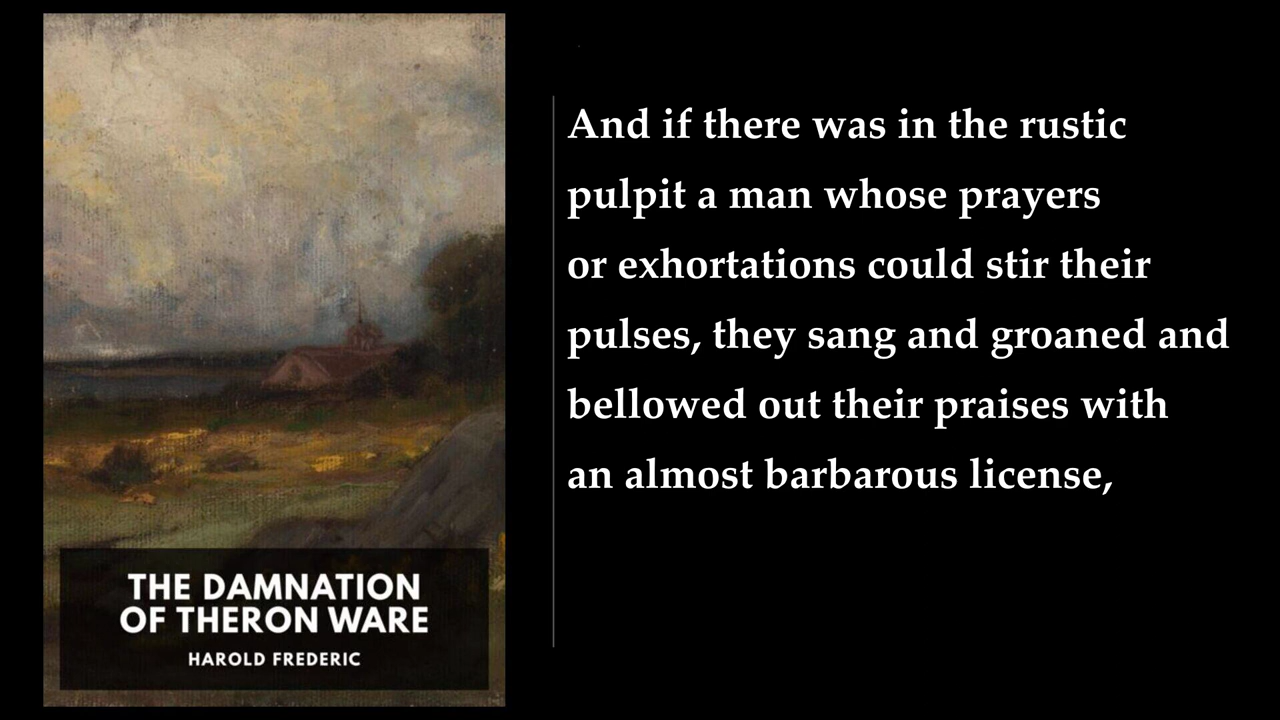 And if there was in the rustic
pulpit a man whose prayers
or exhortations could stir their
pulses, they sang and groaned and
bellowed out their praises with
an almost barbarous license,
THE DAMNATION
OF THERON WARE
HAROLD FREDERIC